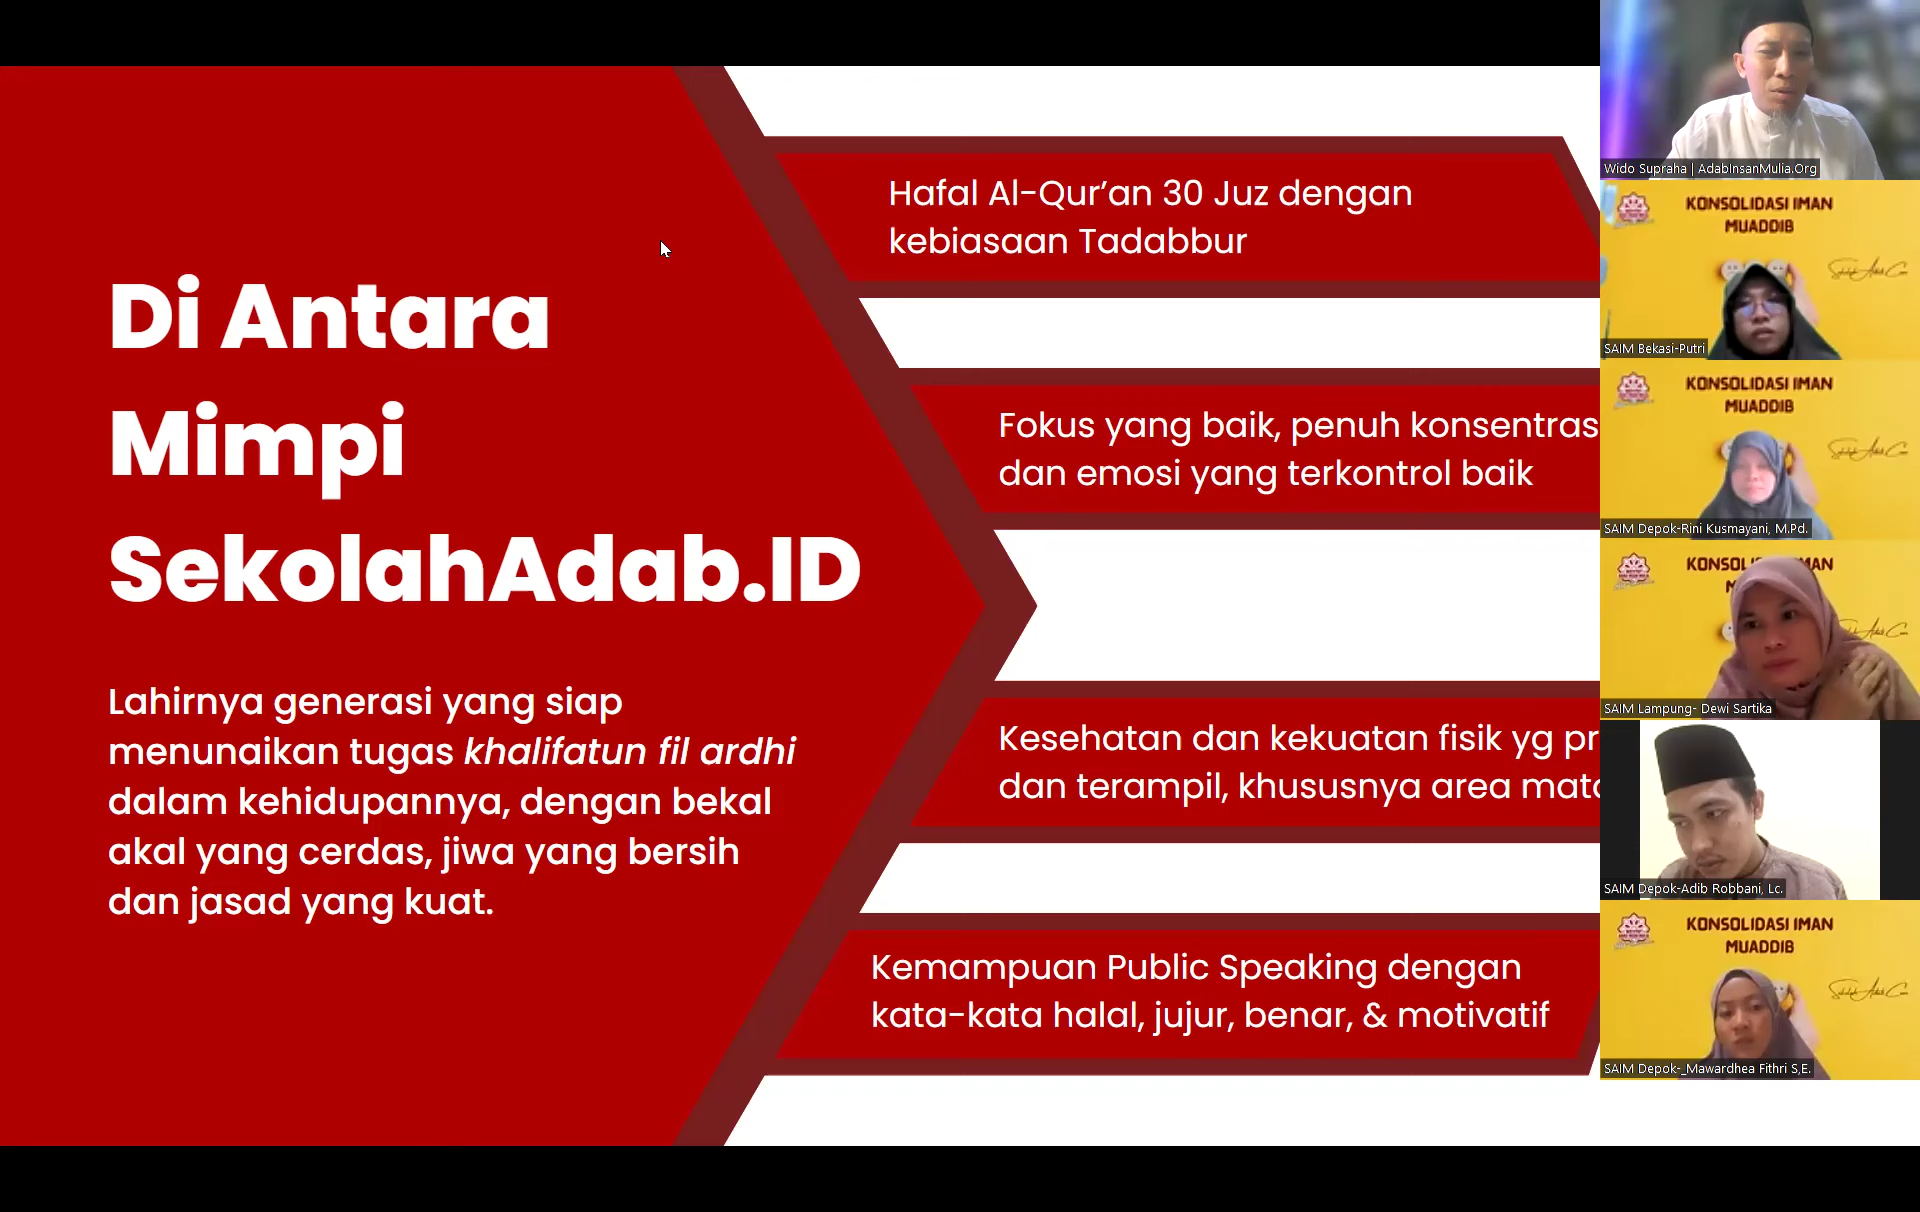 Di Antara
Mimpi
SekolahAdab.ID
Lahirnya generasi yang siap
menunaikan tugas khalifatun fil ardhi
dalam kehidupannya, dengan bekal
akal yang cerdas, jiwa yang bersih
dan jasad yang kuat.
Hafal Al-Qur’an 30 Juz dengan
kebiasaan Tadabbur
Fokus yang baik, penuh konsentras
dan emosi yang terkontrol baik
Kesehatan dan kekuatan fisik yg pr
dan terampil, khususnya area mata
Kemampuan Public Speaking dengan
kata-kata halal, jujur, benar, & motivatif
Wido Supraha | AdabInsanMulia.Org
KONSOLIDASI IMAN
MUADDIB
SAIM Bekasi-Putri
KONSOLIDASI IMAN
MUADDIB
SAIM Depok-Rini Kusmayani, M.Pd.
SAIM Lampung- Dewi Sartika
SAIM Depok-Adib Robbani, Lc.
KONSOLIDASI IMAN
MUADDIB
SAIM Depok-_Mawardhea Fithri S,E.